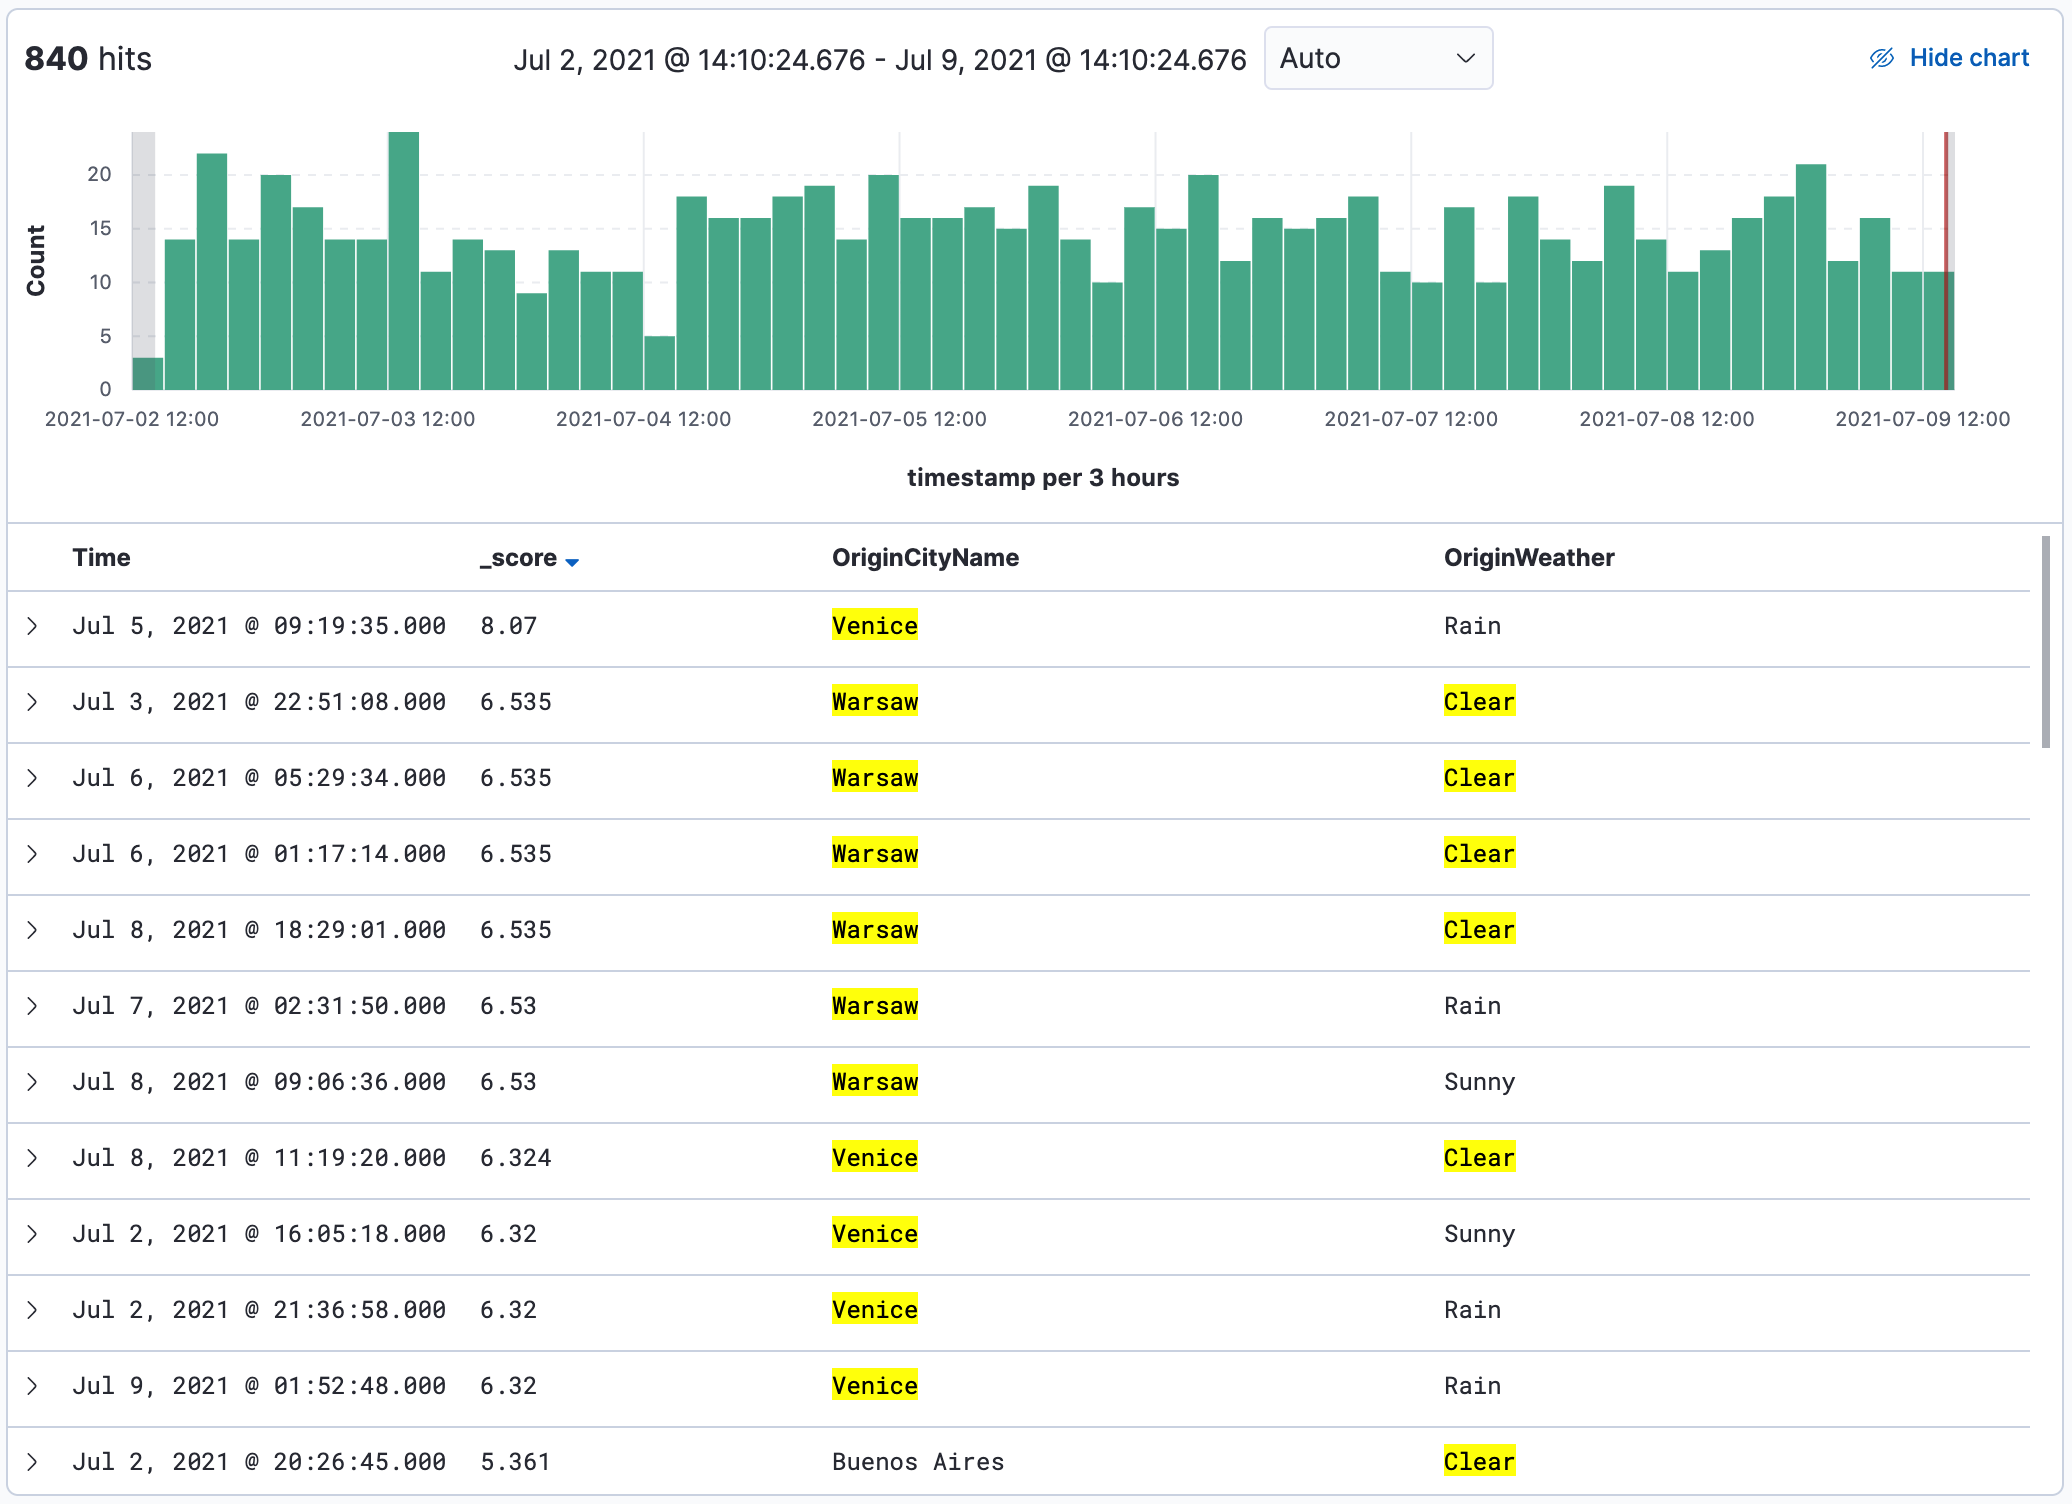 840 hits
Jul 2, 2021 @ 14:10:24.676 - Jul 9, 2021 @ 14:10:24.676
Auto
Hide chart
Count
20
15
10
5
0
2021-07-02 12:00 2021-07-03 12:00 2021-07-04 12:00 2021-07-05 12:00 2021-07-06 12:00 2021-07-07 12:00 2021-07-08 12:00 2021-07-09 12:00
timestamp per 3 hours
Time _score OriginCityName OriginWeather
Jul 5, 2021 @ 09:19:35.000 8.07 Venice Rain
Jul 3, 2021 @ 22:51:08.000 6.535 Warsaw Clear
Jul 6, 2021 @ 05:29:34.000 6.535 Warsaw Clear
Jul 6, 2021 @ 01:17:14.000 6.535 Warsaw Clear
Jul 8, 2021 @ 18:29:01.000 6.535 Warsaw Clear
Jul 7, 2021 @ 02:31:50.000 6.53 Warsaw Rain
Jul 8, 2021 @ 09:06:36.000 6.53 Warsaw Sunny
Jul 8, 2021 @ 11:19:20.000 6.324 Venice Clear
Jul 2, 2021 @ 16:05:18.000 6.32 Venice Sunny
Jul 2, 2021 @ 21:36:58.000 6.32 Venice Rain
Jul 9, 2021 @ 01:52:48.000 6.32 Venice Rain
Jul 2, 2021 @ 20:26:45.000 5.361 Buenos Aires Clear